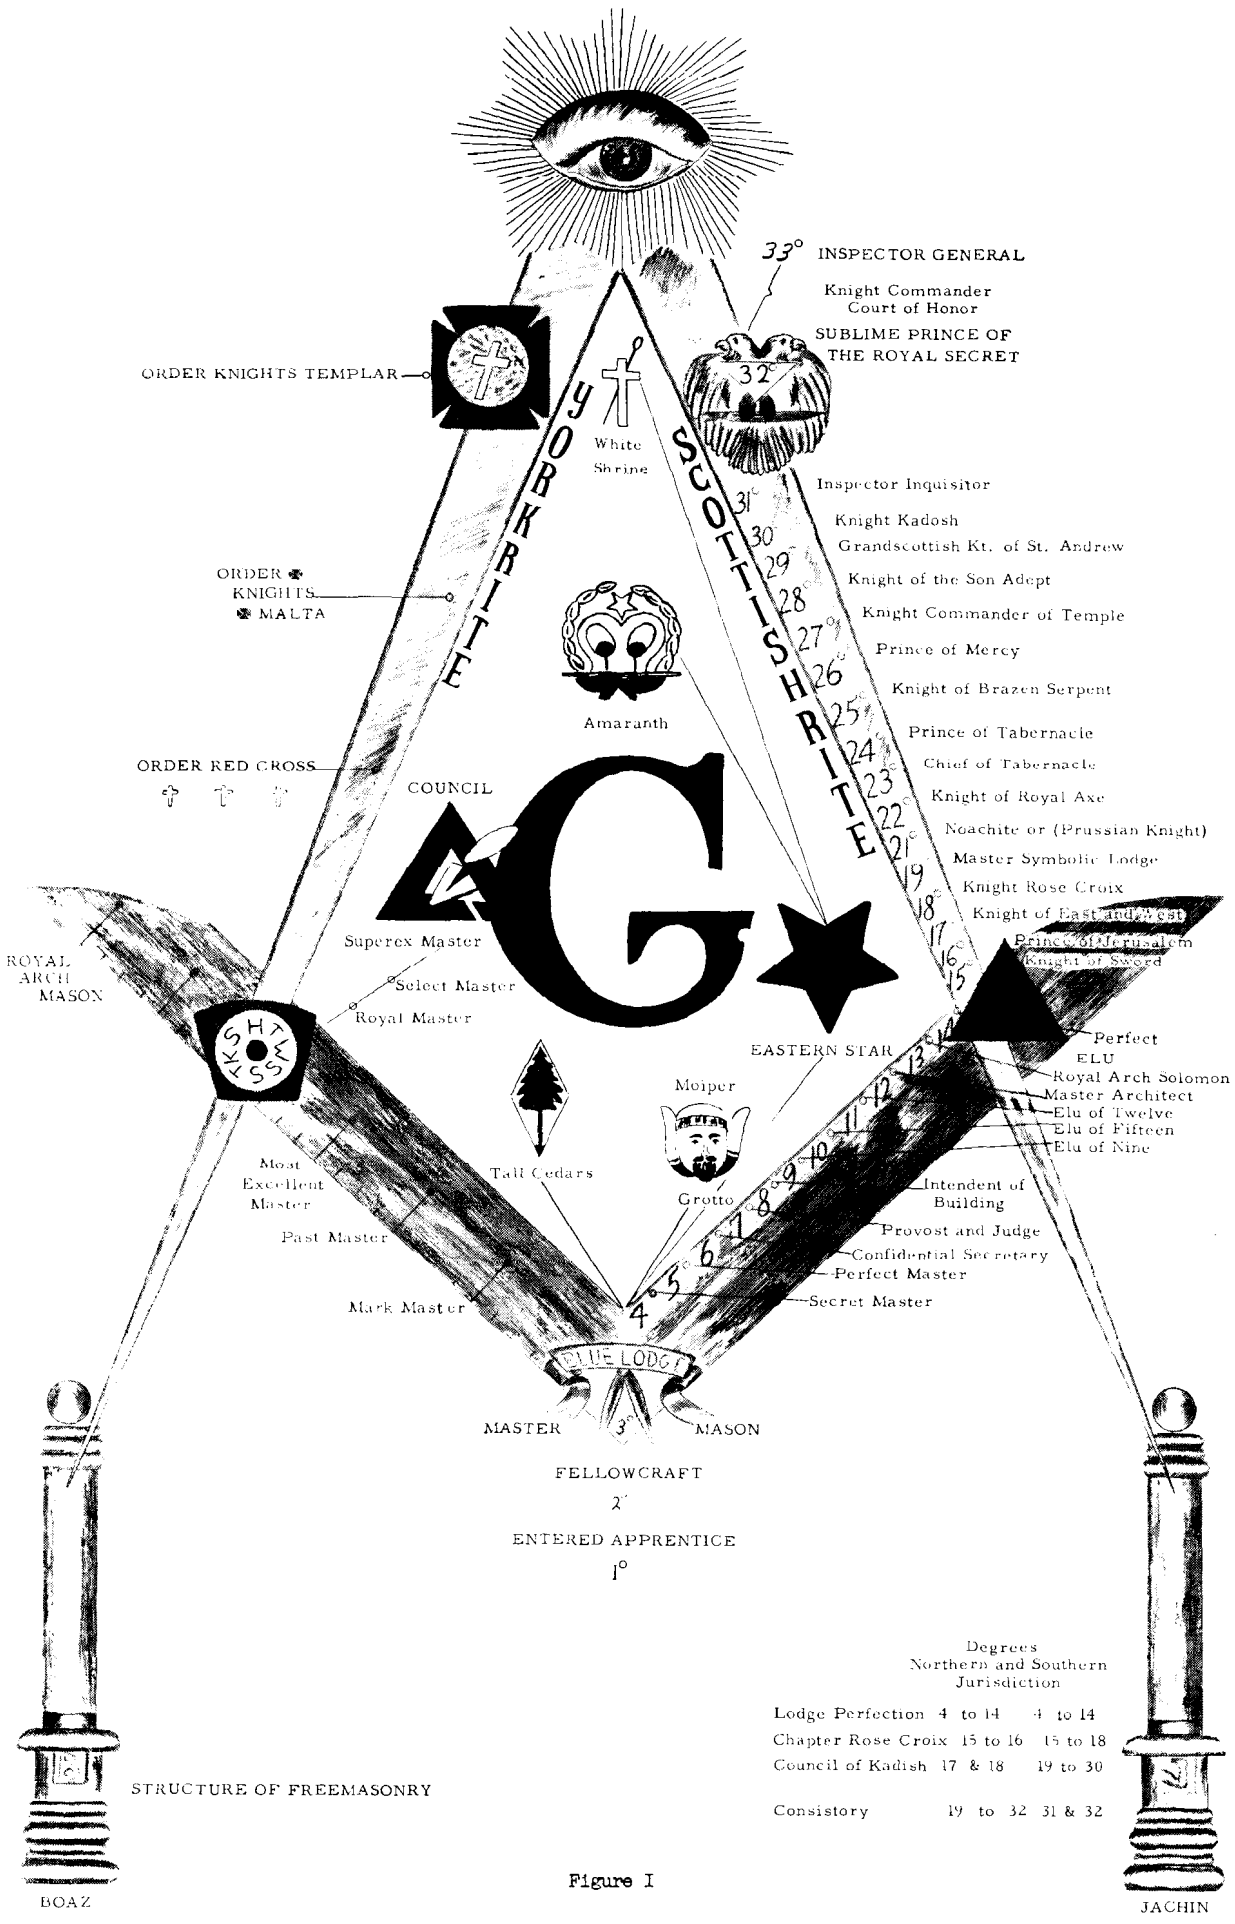 33° INSPECTOR GENERAL
Knight Commander
Court of Honor
SUBLIME PRINCE OF
THE ROYAL SECRET
32°
ORDER KNIGHTS TEMPLAR
YORK RITE
White
Shrine
SCOTTISH RITE
31° Inspector Inquisitor
30 Knight Kadosh
Grandscottish Kt. of St. Andrew
29 Knight of the Son Adept
28° Knight Commander of Temple
27° Prince of Mercy
26° Knight of Brazen Serpent
25° Prince of Tabernacle
24° Chief of Tabernacle
23° Knight of Royal Axe
22° Noachite or (Prussian Knight)
21° Master Symbolic Lodge
19 Knight Rose Croix
18° Knight of East and West
17 Prince of Jerusalem
16° Knight of Sword
15
ORDER
KNIGHTS
MALTA
Amaranth
ORDER RED CROSS
COUNCIL
G
Superex Master
Select Master
Royal Master
ROYAL
ARCH
MASON
HTWSSTKS
EASTERN STAR
Moiper
Grotto
Tall Cedars
14° Perfect
ELU
13° Royal Arch Solomon
12 Master Architect
11° Elu of Twelve
10 Elu of Fifteen
9 Elu of Nine
8° Intendent of
Building
7 Provost and Judge
6 Confidential Secretary
5° Perfect Master
4° Secret Master
Most
Excellent
Master
Past Master
Mark Master
BLUE LODGE
MASTER 3° MASON
FELLOWCRAFT
2°
ENTERED APPRENTICE
1°
Degrees
Northern and Southern
Jurisdiction
Lodge Perfection 4 to 14 4 to 14
Chapter Rose Croix 15 to 16 15 to 18
Council of Kadish 17 & 18 19 to 30
Consistory 19 to 32 31 & 32
STRUCTURE OF FREEMASONRY
BOAZ
JACHIN
Figure I